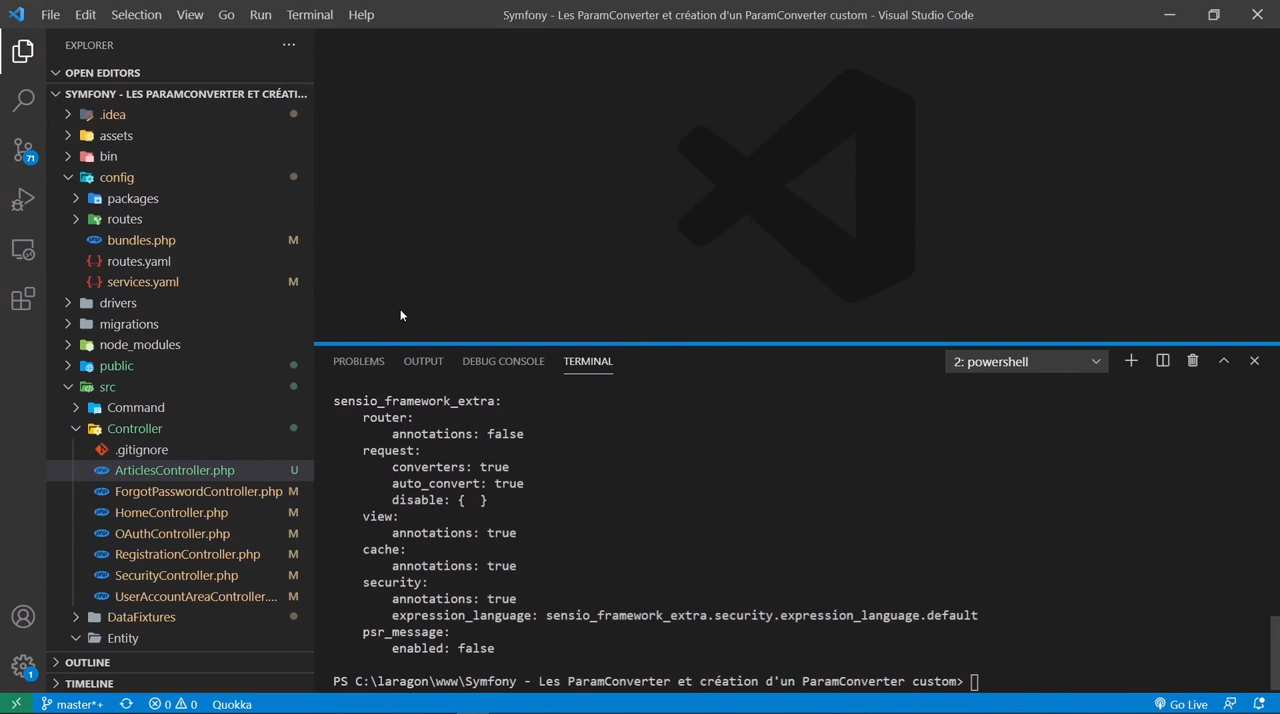 File Edit Selection View Go Run Terminal Help
Symfony - Les ParamConverter et création d'un ParamConverter custom - Visual Studio Code
EXPLORER
OPEN EDITORS
SYMFONY - LES PARAMCONVERTER ET CRÉATI...
.idea
assets
bin
config
packages
routes
bundles.php M
routes.yaml
services.yaml M
drivers
migrations
node_modules
public
src
Command
Controller
.gitignore
ArticlesController.php U
ForgotPasswordController.php M
HomeController.php M
OAuthController.php M
RegistrationController.php M
SecurityController.php M
UserAccountAreaController.... M
DataFixtures
Entity
OUTLINE
TIMELINE
71
1
PROBLEMS OUTPUT DEBUG CONSOLE TERMINAL
2: powershell
sensio_framework_extra:
router:
annotations: false
request:
converters: true
auto_convert: true
disable: { }
view:
annotations: true
cache:
annotations: true
security:
annotations: true
expression_language: sensio_framework_extra.security.expression_language.default
psr_message:
enabled: false
PS C:\laragon\www\Symfony - Les ParamConverter et création d'un ParamConverter custom>
master*+ 0 0 Quokka
Go Live